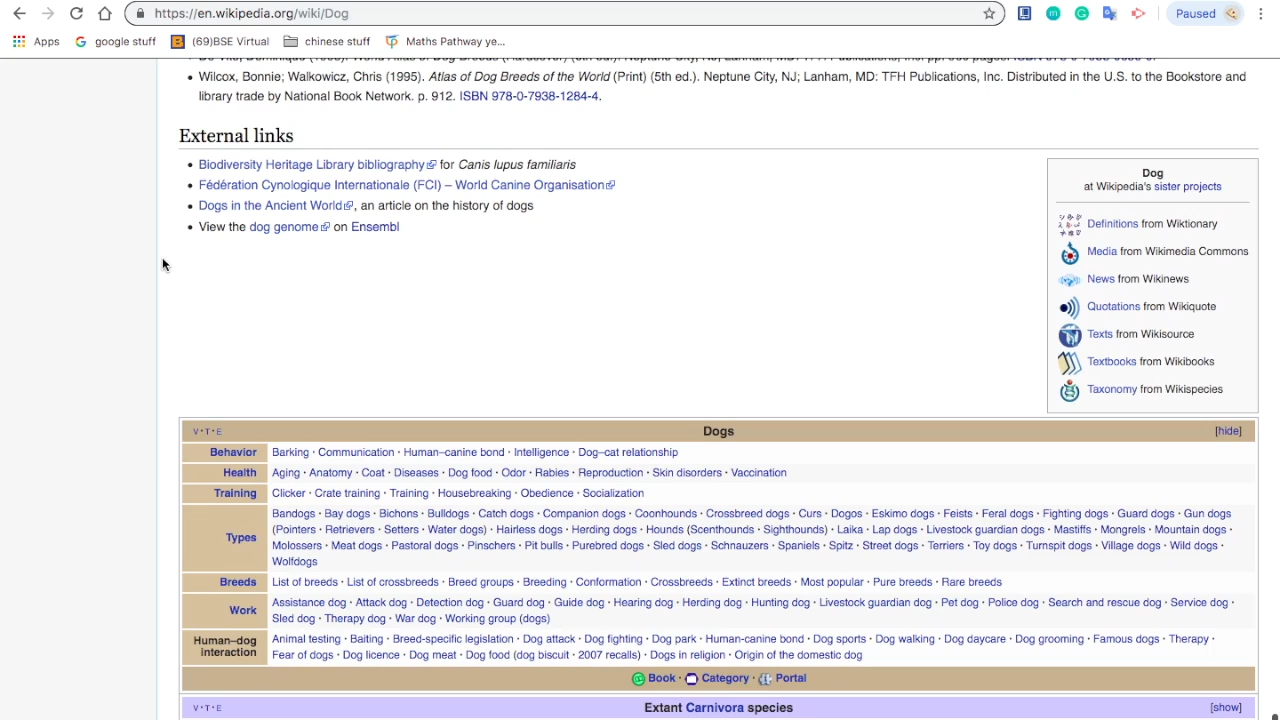 https://en.wikipedia.org/wiki/Dog
Paused
Apps
google stuff
(69)BSE Virtual
chinese stuff
Maths Pathway ye...
Wilcox, Bonnie; Walkowicz, Chris (1995). Atlas of Dog Breeds of the World (Print) (5th ed.). Neptune City, NJ; Lanham, MD: TFH Publications, Inc. Distributed in the U.S. to the Bookstore and
library trade by National Book Network. p. 912. ISBN 978-0-7938-1284-4.
External links
Biodiversity Heritage Library bibliography for Canis lupus familiaris
Fédération Cynologique Internationale (FCI) – World Canine Organisation
Dogs in the Ancient World, an article on the history of dogs
View the dog genome on Ensembl
Dog
at Wikipedia's sister projects
Definitions from Wiktionary
Media from Wikimedia Commons
News from Wikinews
Quotations from Wikiquote
Texts from Wikisource
Textbooks from Wikibooks
Taxonomy from Wikispecies
V·T·E Dogs [hide]
Behavior Barking · Communication · Human–canine bond · Intelligence · Dog–cat relationship
Health Aging · Anatomy · Coat · Diseases · Dog food · Odor · Rabies · Reproduction · Skin disorders · Vaccination
Training Clicker · Crate training · Training · Housebreaking · Obedience · Socialization
Types Bandogs · Bay dogs · Bichons · Bulldogs · Catch dogs · Companion dogs · Coonhounds · Crossbreed dogs · Curs · Dogos · Eskimo dogs · Feists · Feral dogs · Fighting dogs · Guard dogs · Gun dogs
(Pointers · Retrievers · Setters · Water dogs) · Hairless dogs · Herding dogs · Hounds (Scenthounds · Sighthounds) · Laika · Lap dogs · Livestock guardian dogs · Mastiffs · Mongrels · Mountain dogs ·
Molossers · Meat dogs · Pastoral dogs · Pinschers · Pit bulls · Purebred dogs · Sled dogs · Schnauzers · Spaniels · Spitz · Street dogs · Terriers · Toy dogs · Turnspit dogs · Village dogs · Wild dogs ·
Wolfdogs
Breeds List of breeds · List of crossbreeds · Breed groups · Breeding · Conformation · Crossbreeds · Extinct breeds · Most popular · Pure breeds · Rare breeds
Work Assistance dog · Attack dog · Detection dog · Guard dog · Guide dog · Hearing dog · Herding dog · Hunting dog · Livestock guardian dog · Pet dog · Police dog · Search and rescue dog · Service dog ·
Sled dog · Therapy dog · War dog · Working group (dogs)
Human–dog interaction Animal testing · Baiting · Breed-specific legislation · Dog attack · Dog fighting · Dog park · Human-canine bond · Dog sports · Dog walking · Dog daycare · Dog grooming · Famous dogs · Therapy ·
Fear of dogs · Dog licence · Dog meat · Dog food (dog biscuit · 2007 recalls) · Dogs in religion · Origin of the domestic dog
Book · Category · Portal
V·T·E Extant Carnivora species [show]